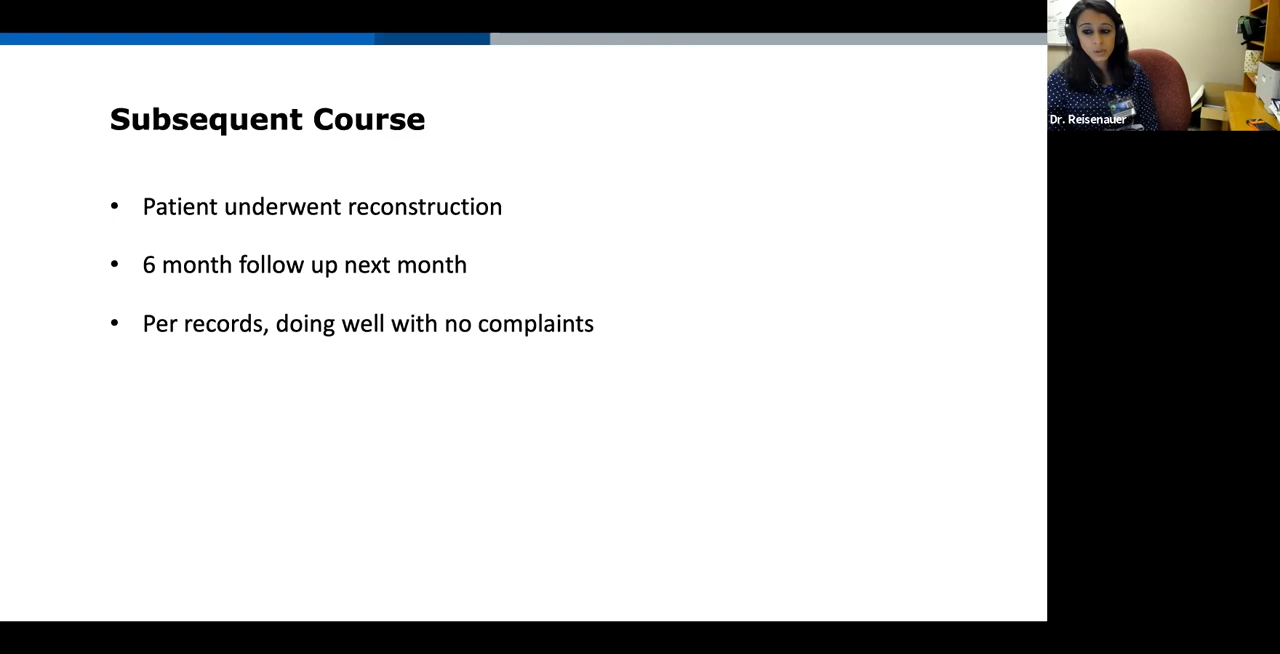 Subsequent Course
• Patient underwent reconstruction
• 6 month follow up next month
• Per records, doing well with no complaints
Dr. Reisenauer